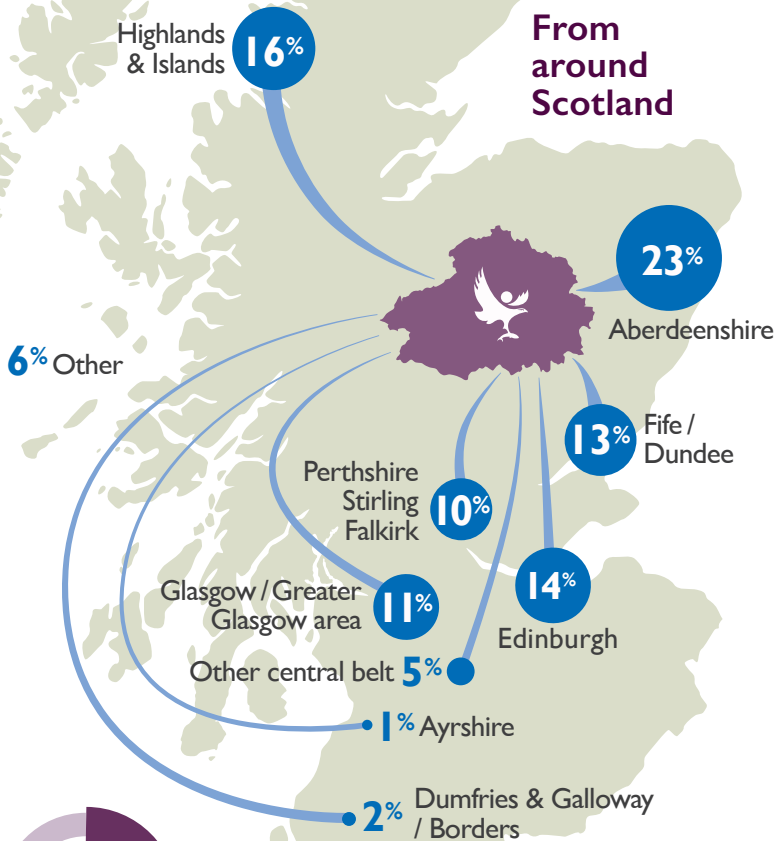 From
around
Scotland
Highlands
& Islands
16%
23%
Aberdeenshire
6% Other
13%
Fife /
Dundee
Perthshire
Stirling
Falkirk
10%
14%
Edinburgh
Glasgow / Greater
Glasgow area
11%
Other central belt 5%
1% Ayrshire
2%
Dumfries & Galloway
/ Borders